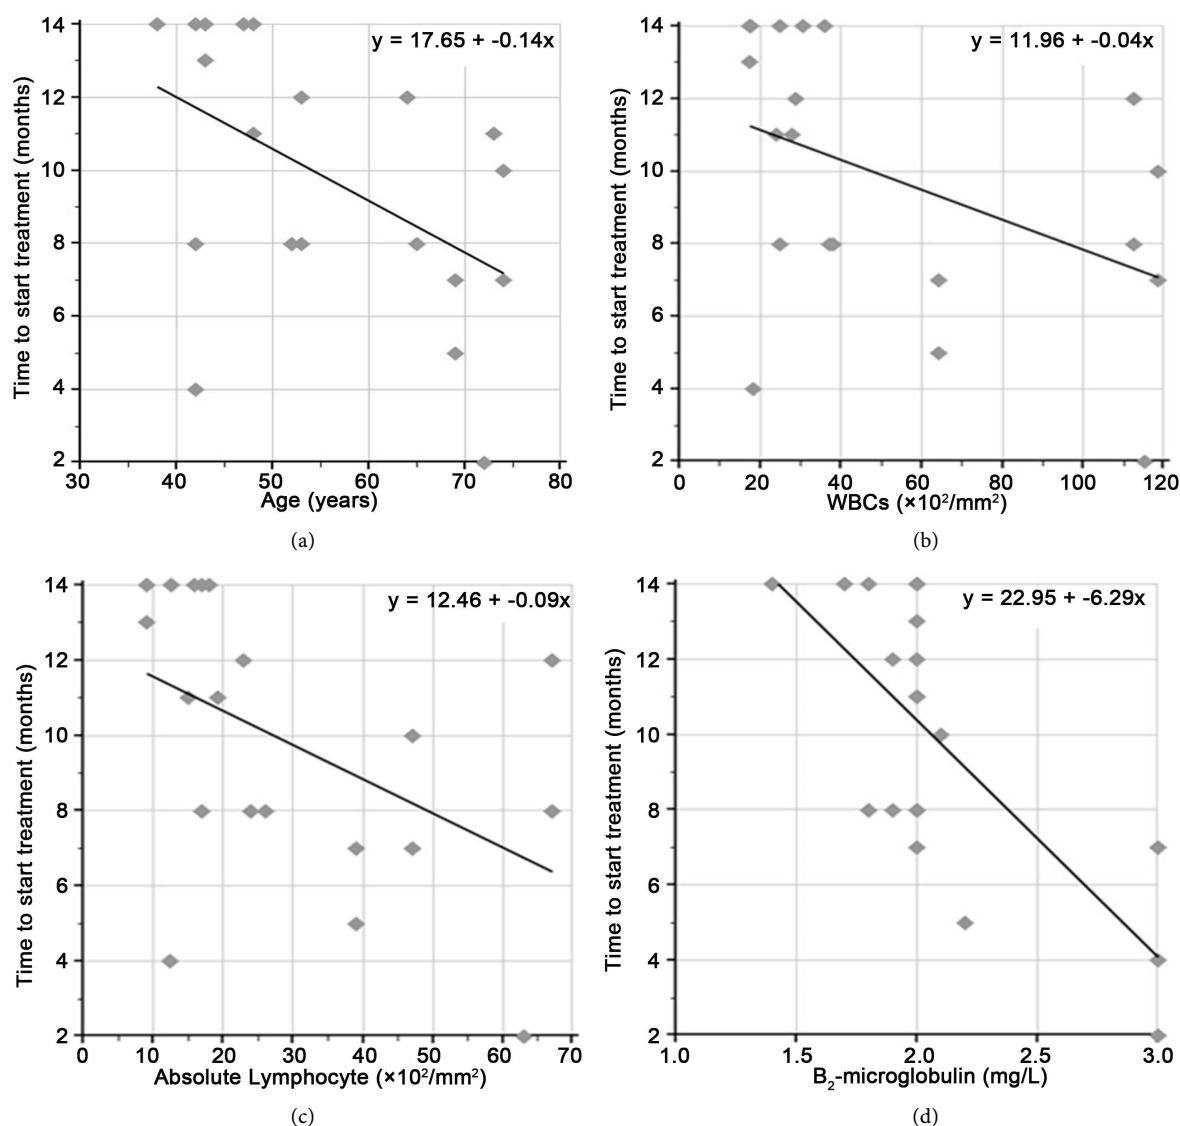 y = 17.65 + -0.14x
Time to start treatment (months)
14
12
10
8
6
4
2
30 40 50 60 70 80
Age (years)
(a)
y = 11.96 + -0.04x
Time to start treatment (months)
14
12
10
8
6
4
2
0 20 40 60 80 100 120
WBCs (×10²/mm²)
(b)
y = 12.46 + -0.09x
Time to start treatment (months)
14
12
10
8
6
4
2
0 10 20 30 40 50 60 70
Absolute Lymphocyte (×10²/mm²)
(c)
y = 22.95 + -6.29x
Time to start treatment (months)
14
12
10
8
6
4
2
1.0 1.5 2.0 2.5 3.0
B₂-microglobulin (mg/L)
(d)